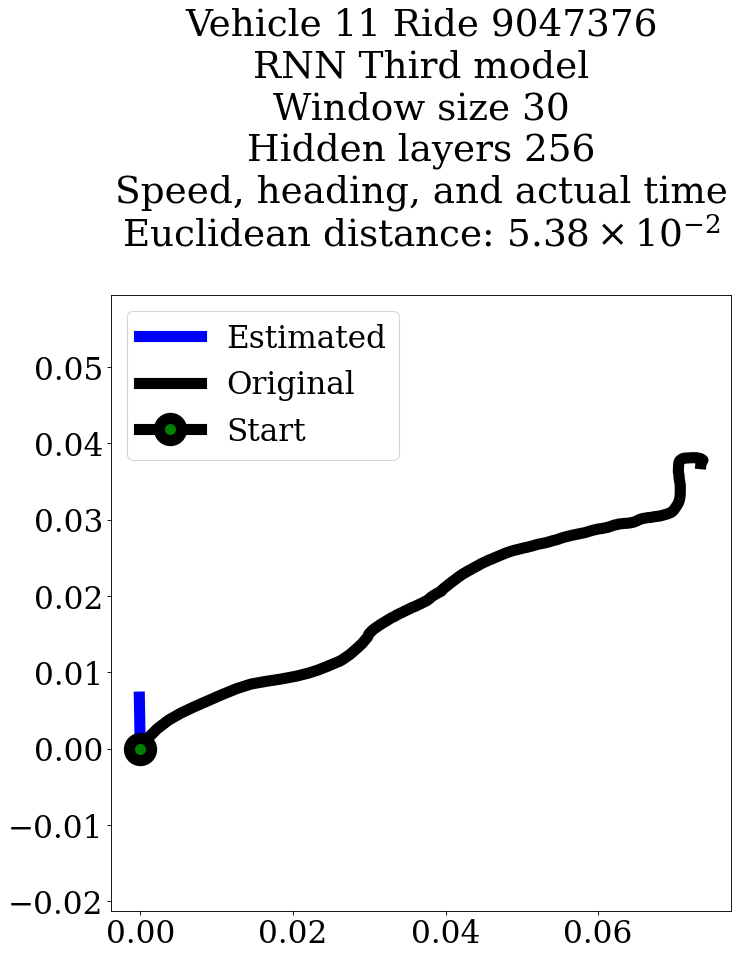 Vehicle 11 Ride 9047376
RNN Third model
Window size 30
Hidden layers 256
Speed, heading, and actual time
Euclidean distance: 5.38 × 10⁻²
Estimated
Original
Start
0.05
0.04
0.03
0.02
0.01
0.00
−0.01
−0.02
0.00 0.02 0.04 0.06